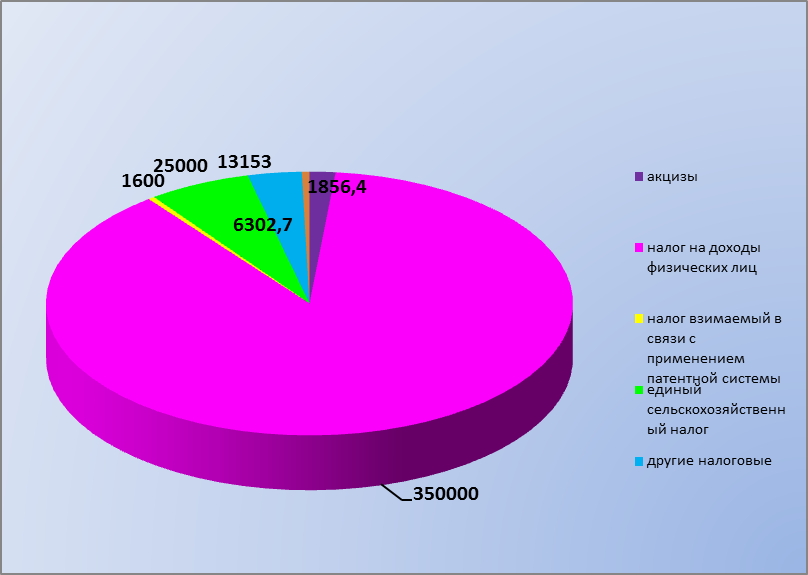 25000
13153
1600
1856,4
6302,7
350000
акцизы
налог на доходы
физических лиц
налог взимаемый в
связи с
применением
патентной системы
единый
сельскохозяйственн
ый налог
другие налоговые